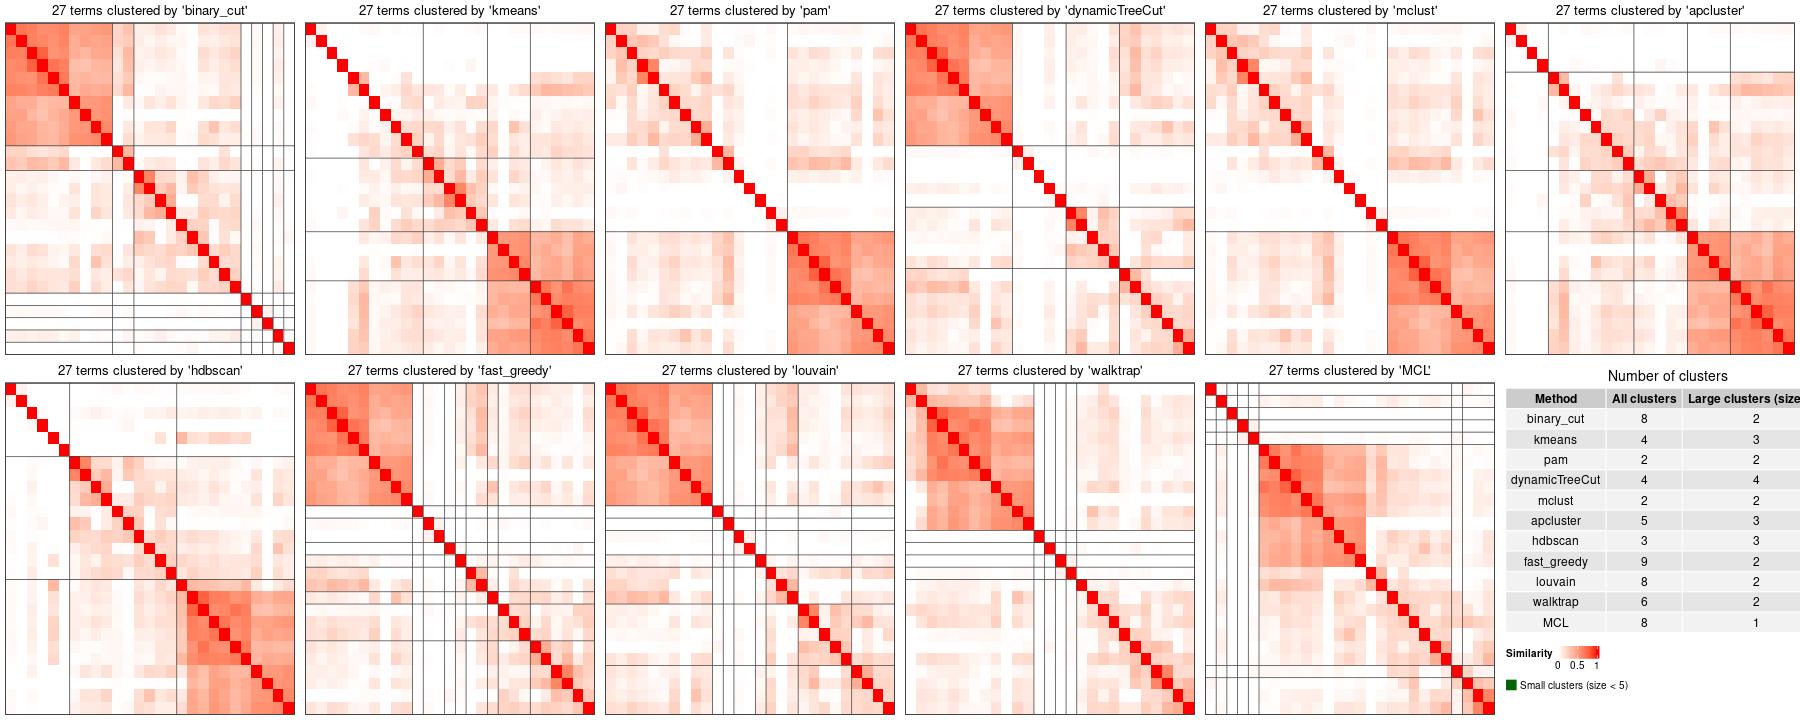 27 terms clustered by 'binary_cut'
27 terms clustered by 'kmeans'
27 terms clustered by 'pam'
27 terms clustered by 'dynamicTreeCut'
27 terms clustered by 'mclust'
27 terms clustered by 'apcluster'
27 terms clustered by 'hdbscan'
27 terms clustered by 'fast_greedy'
27 terms clustered by 'louvain'
27 terms clustered by 'walktrap'
27 terms clustered by 'MCL'
Number of clusters
Method All clusters Large clusters (size
binary_cut 8 2
kmeans 4 3
pam 2 2
dynamicTreeCut 4 4
mclust 2 2
apcluster 5 3
hdbscan 3 3
fast_greedy 9 2
louvain 8 2
walktrap 6 2
MCL 8 1
Similarity
0 0.5 1
Small clusters (size < 5)